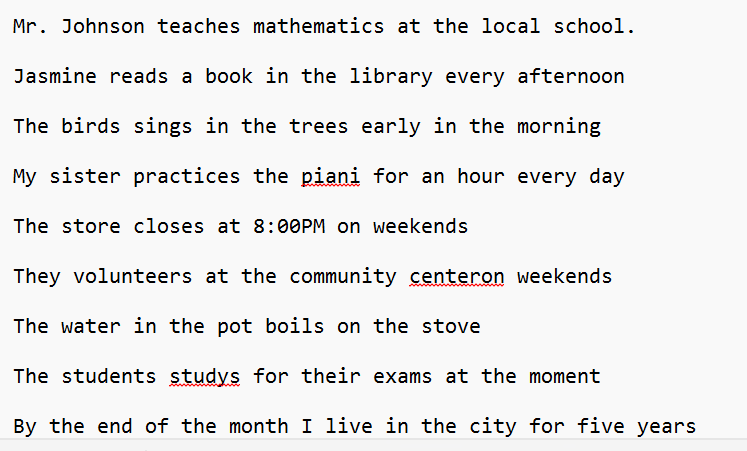 Mr. Johnson teaches mathematics at the local school.
Jasmine reads a book in the library every afternoon
The birds sings in the trees early in the morning
My sister practices the piani for an hour every day
The store closes at 8:00PM on weekends
They volunteers at the community centeron weekends
The water in the pot boils on the stove
The students studys for their exams at the moment
By the end of the month I live in the city for five years